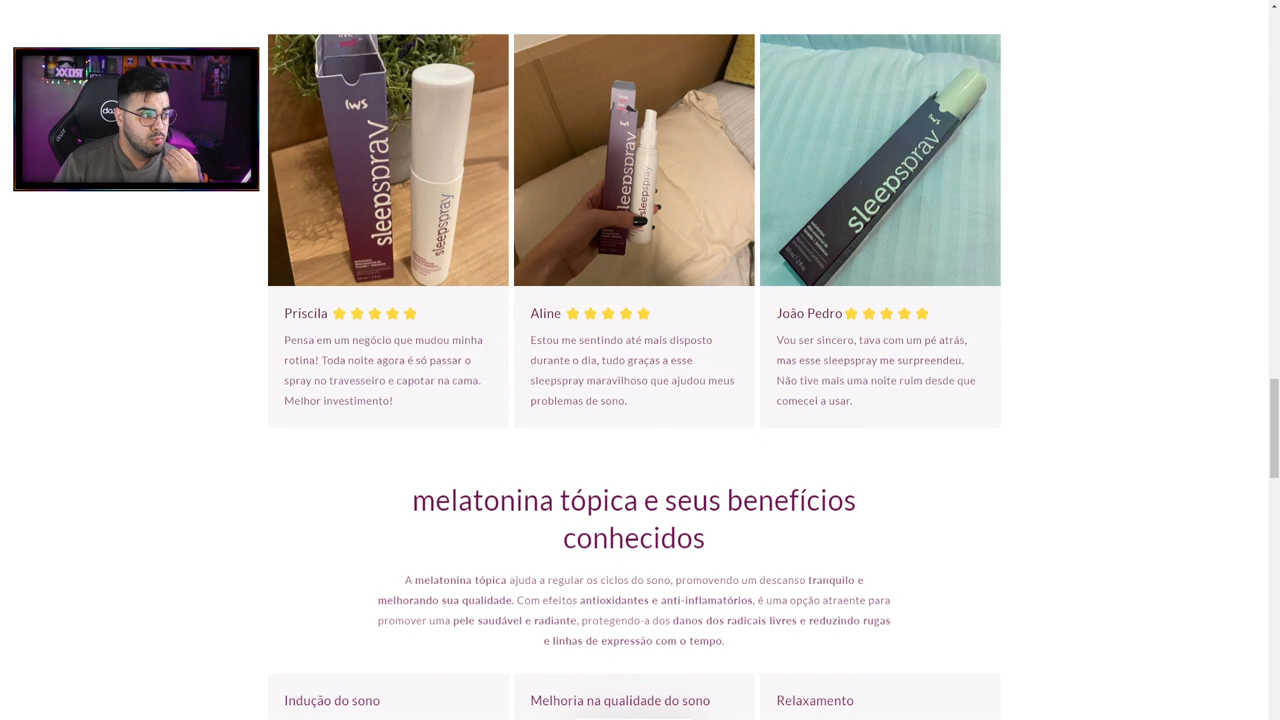 lws
sleepspray
sleepspray
sleepspray
sleepspray
lws
sleepspray
Priscila
Pensa em um negócio que mudou minha
rotina! Toda noite agora é só passar o
spray no travesseiro e capotar na cama.
Melhor investimento!
Aline
Estou me sentindo até mais disposto
durante o dia, tudo graças a esse
sleepspray maravilhoso que ajudou meus
problemas de sono.
João Pedro
Vou ser sincero, tava com um pé atrás,
mas esse sleepspray me surpreendeu.
Não tive mais uma noite ruim desde que
comecei a usar.
melatonina tópica e seus benefícios
conhecidos
A melatonina tópica ajuda a regular os ciclos do sono, promovendo um descanso tranquilo e
melhorando sua qualidade. Com efeitos antioxidantes e anti-inflamatórios, é uma opção atraente para
promover uma pele saudável e radiante, protegendo-a dos danos dos radicais livres e reduzindo rugas
e linhas de expressão com o tempo.
Indução do sono
Melhoria na qualidade do sono
Relaxamento